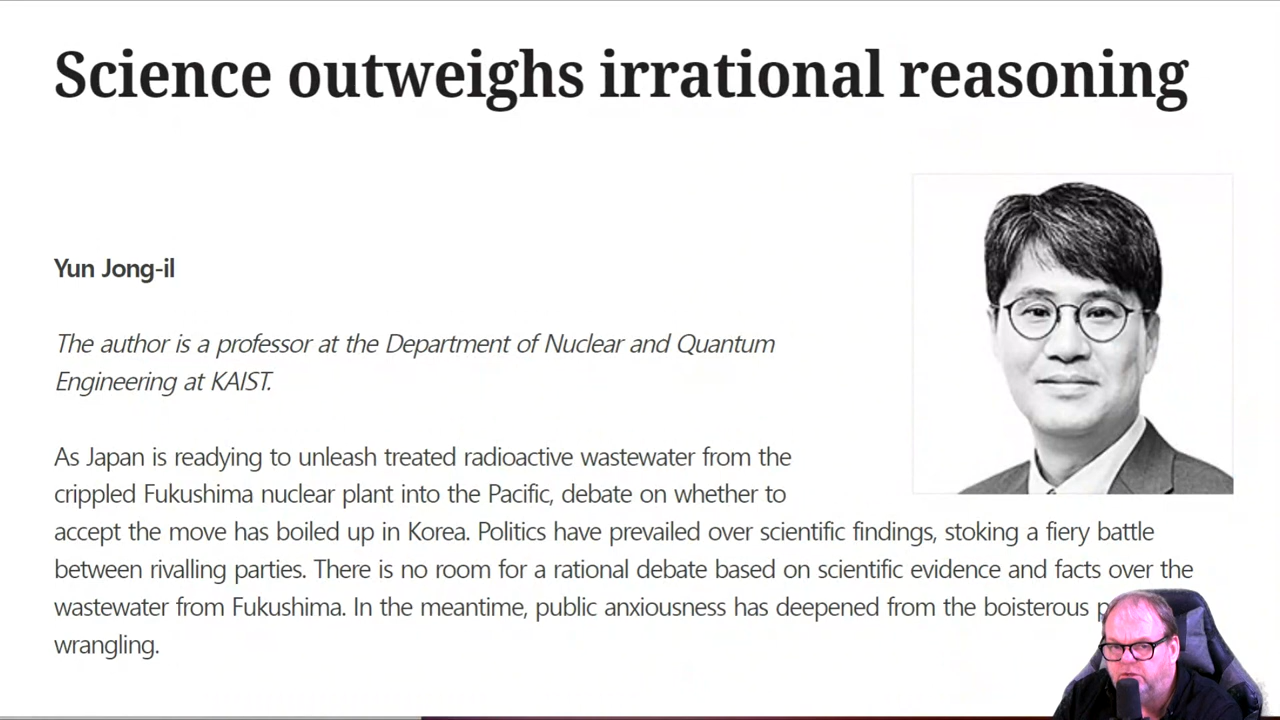 Science outweighs irrational reasoning
Yun Jong-il
The author is a professor at the Department of Nuclear and Quantum
Engineering at KAIST.
As Japan is readying to unleash treated radioactive wastewater from the
crippled Fukushima nuclear plant into the Pacific, debate on whether to
accept the move has boiled up in Korea. Politics have prevailed over scientific findings, stoking a fiery battle
between rivalling parties. There is no room for a rational debate based on scientific evidence and facts over the
wastewater from Fukushima. In the meantime, public anxiousness has deepened from the boisterous
wrangling.